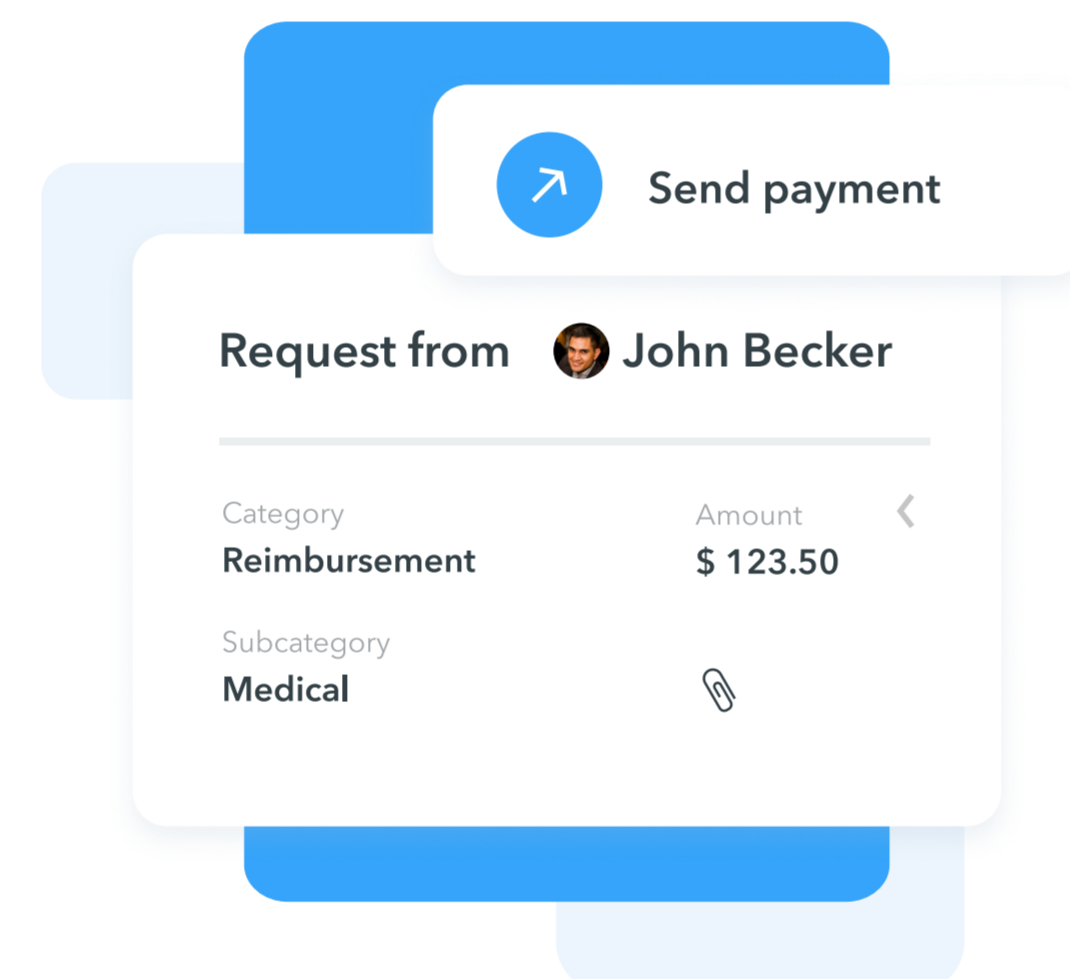 Send payment
Request from John Becker
Category
Reimbursement
Amount
$ 123.50
Subcategory
Medical